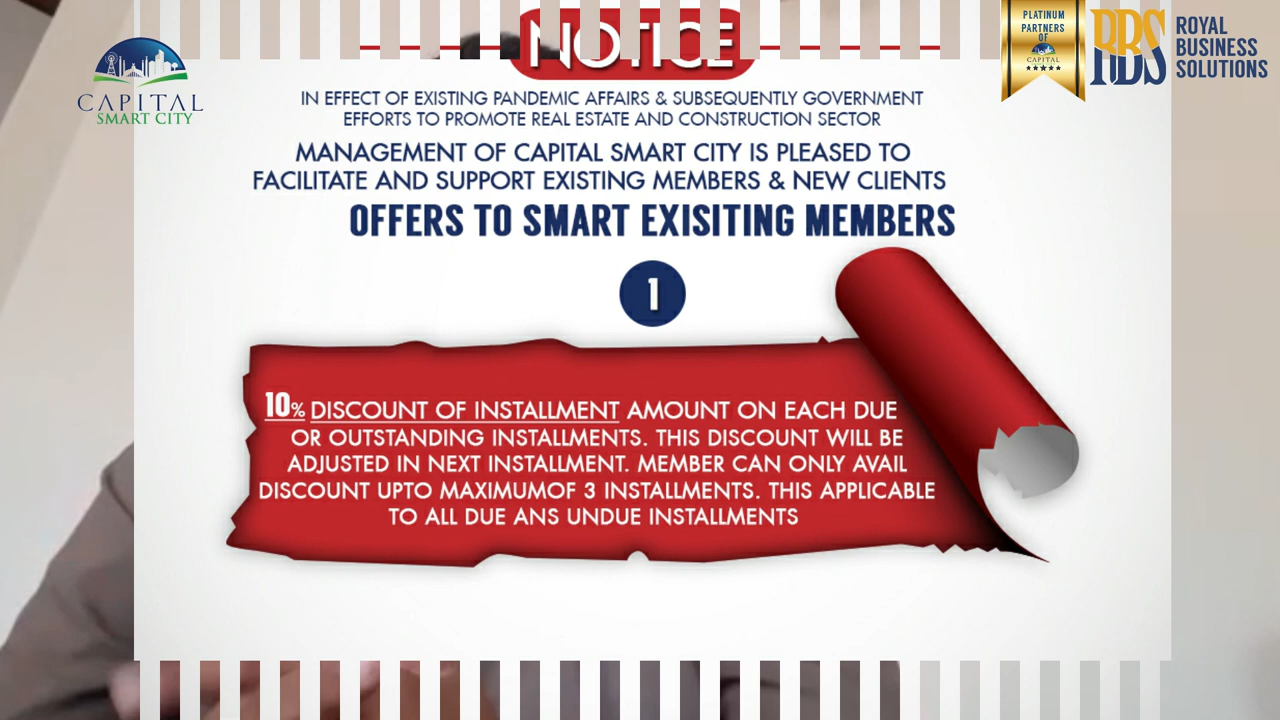 NOTICE
PLATINUM
PARTNERS
OF
CAPITAL
RBS
ROYAL
BUSINESS
SOLUTIONS
CAPITAL
SMART CITY
IN EFFECT OF EXISTING PANDEMIC AFFAIRS & SUBSEQUENTLY GOVERNMENT
EFFORTS TO PROMOTE REAL ESTATE AND CONSTRUCTION SECTOR
MANAGEMENT OF CAPITAL SMART CITY IS PLEASED TO
FACILITATE AND SUPPORT EXISTING MEMBERS & NEW CLIENTS
OFFERS TO SMART EXISITING MEMBERS
1
10% DISCOUNT OF INSTALLMENT AMOUNT ON EACH DUE
OR OUTSTANDING INSTALLMENTS. THIS DISCOUNT WILL BE
ADJUSTED IN NEXT INSTALLMENT. MEMBER CAN ONLY AVAIL
DISCOUNT UPTO MAXIMUMOF 3 INSTALLMENTS. THIS APPLICABLE
TO ALL DUE ANS UNDUE INSTALLMENTS